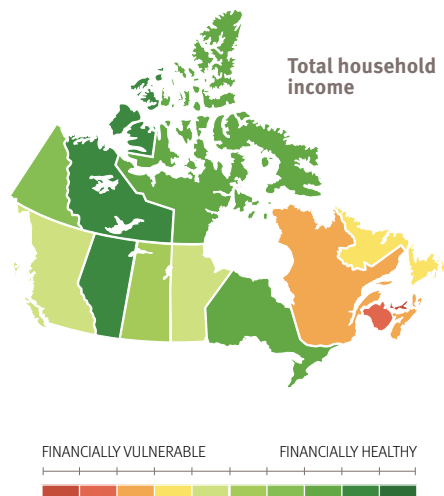 Total household
income
FINANCIALLY VULNERABLE FINANCIALLY HEALTHY